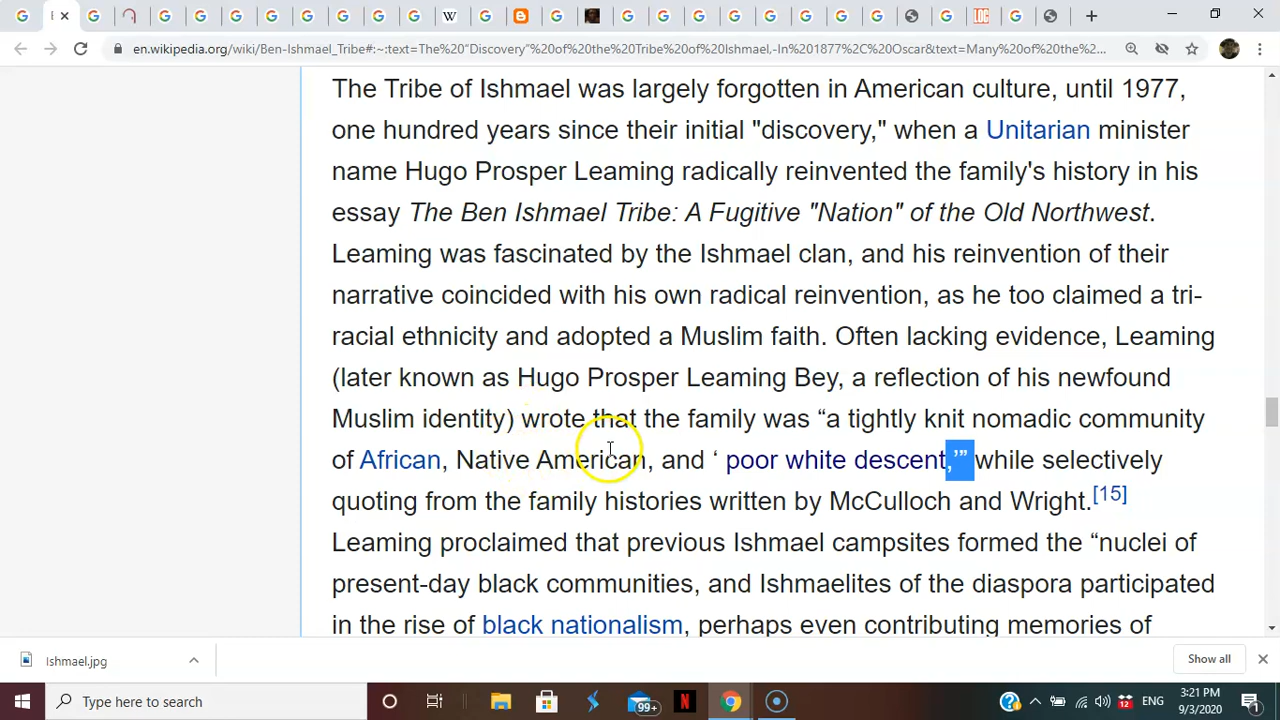 en.wikipedia.org/wiki/Ben-Ishmael_Tribe#:~:text=The%20"Discovery"%20of%20the%20Tribe%20of%20Ishmael,-In%201877%2C%20Oscar&text=Many%20of%20the%2...
The Tribe of Ishmael was largely forgotten in American culture, until 1977,
one hundred years since their initial "discovery," when a Unitarian minister
name Hugo Prosper Leaming radically reinvented the family's history in his
essay The Ben Ishmael Tribe: A Fugitive "Nation" of the Old Northwest.
Leaming was fascinated by the Ishmael clan, and his reinvention of their
narrative coincided with his own radical reinvention, as he too claimed a tri-
racial ethnicity and adopted a Muslim faith. Often lacking evidence, Leaming
(later known as Hugo Prosper Leaming Bey, a reflection of his newfound
Muslim identity) wrote that the family was “a tightly knit nomadic community
of African, Native American, and ‘ poor white descent,’” while selectively
quoting from the family histories written by McCulloch and Wright.[15]
Leaming proclaimed that previous Ishmael campsites formed the “nuclei of
present-day black communities, and Ishmaelites of the diaspora participated
in the rise of black nationalism, perhaps even contributing memories of
Ishmael.jpg
Show all
Type here to search
99+
N
12
ENG
3:21 PM
9/3/2020